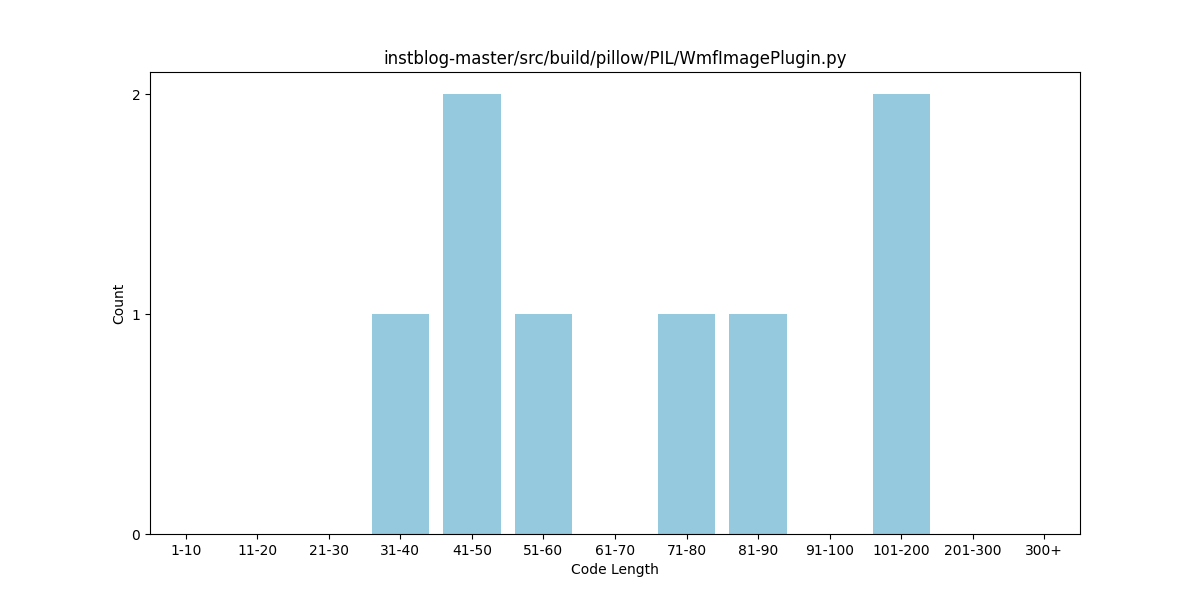 instblog-master/src/build/pillow/PIL/WmfImagePlugin.py
2
1
0
Count
1-10 11-20 21-30 31-40 41-50 51-60 61-70 71-80 81-90 91-100 101-200 201-300 300+
Code Length